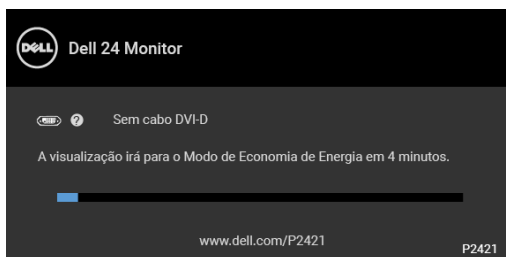 DELL Dell 24 Monitor
Sem cabo DVI-D
A visualização irá para o Modo de Economia de Energia em 4 minutos.
www.dell.com/P2421
P2421